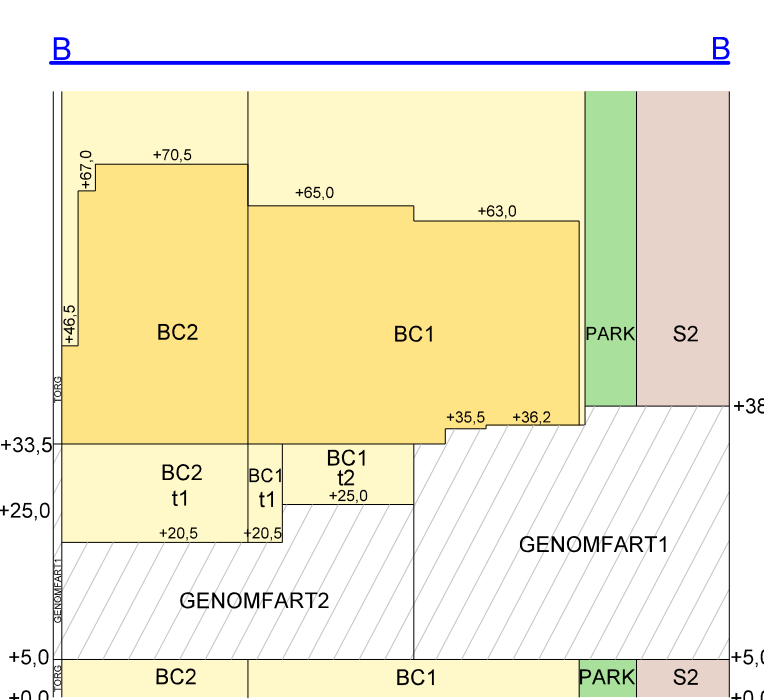 B B
+67,0
+70,5
+65,0
+63,0
+46,5
BC2
BC1
PARK
S2
TORG
+35,5
+36,2
+38
+33,5
BC2
t1
BC1
t1
BC1
t2
+25,0
+25,0
+20,5
+20,5
GENOMFART1
GENOMFART1
GENOMFART2
+5,0
+5,0
TORG
BC2
BC1
PARK
S2
+0,0
+0,0